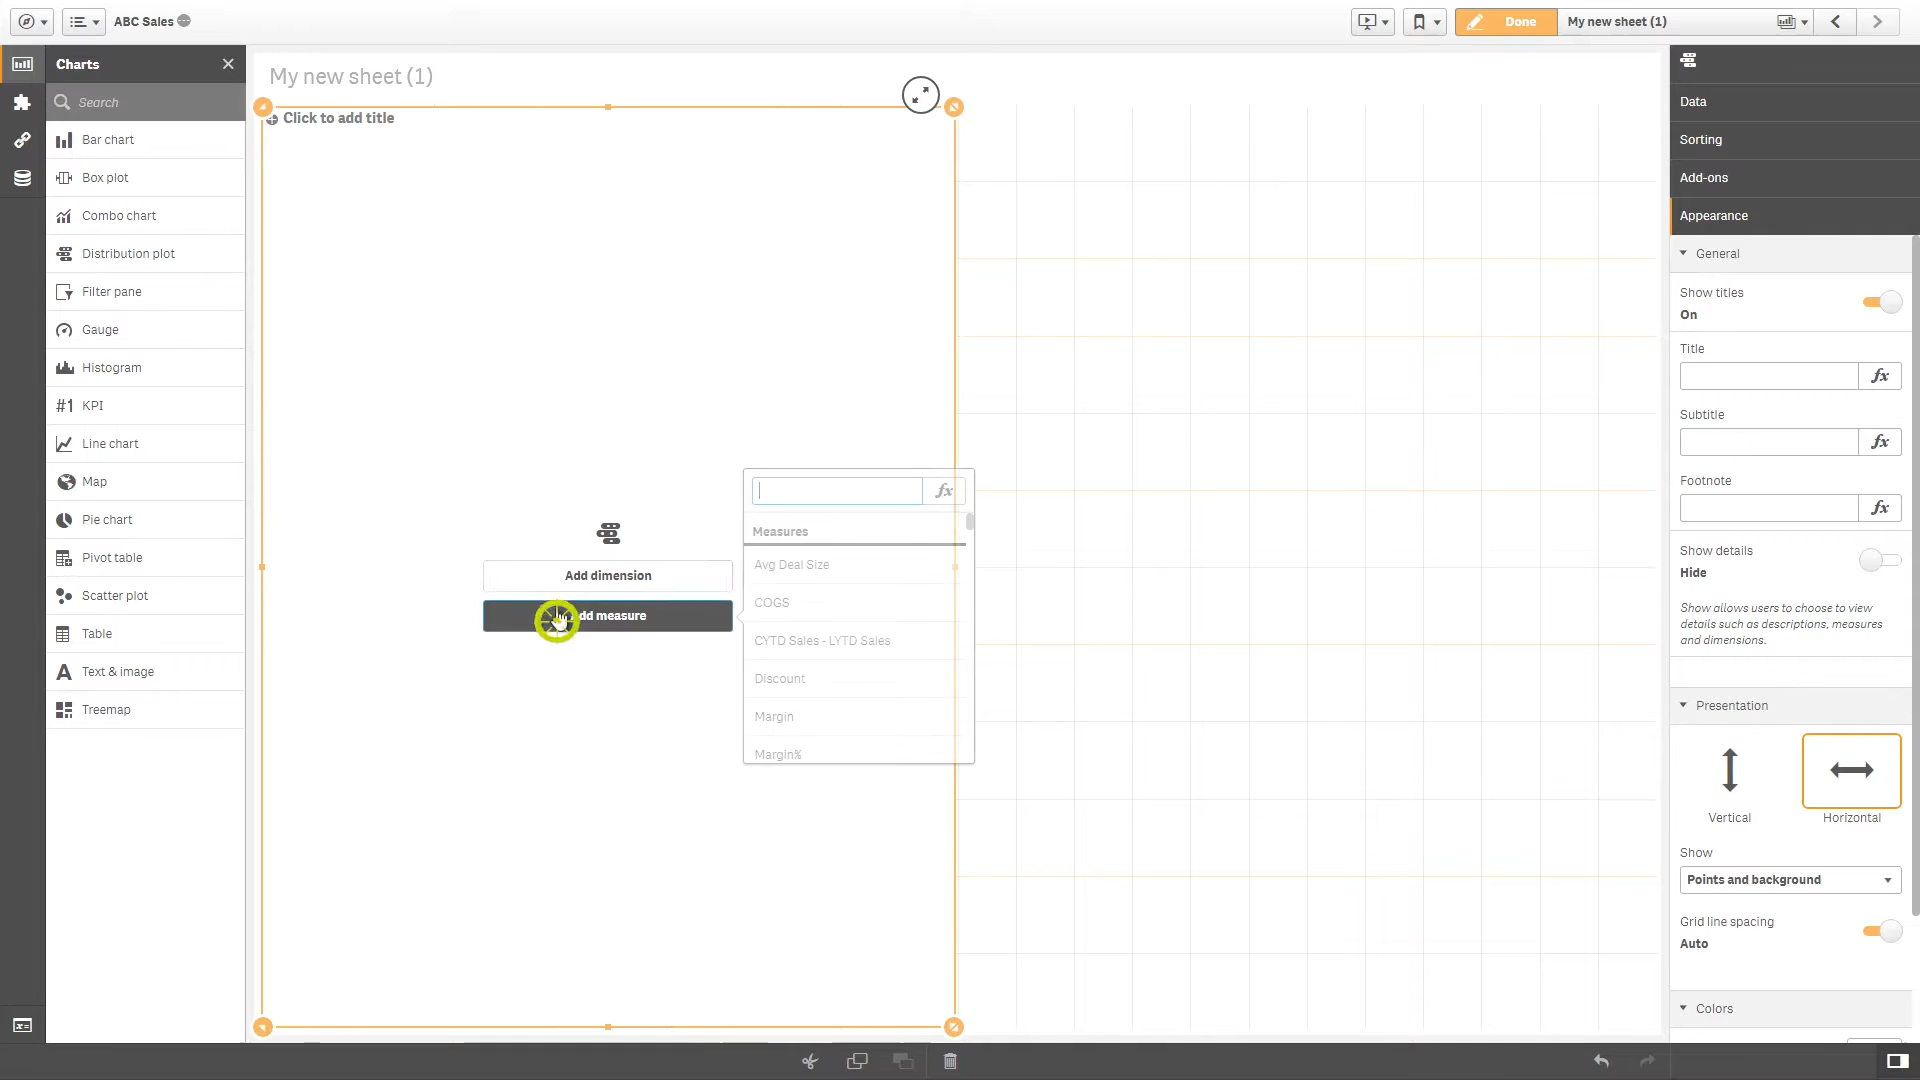 ABC Sales
Done
My new sheet (1)
Charts
Search
Bar chart
Box plot
Combo chart
Distribution plot
Filter pane
Gauge
Histogram
#1 KPI
Line chart
Map
Pie chart
Pivot table
Scatter plot
Table
A Text & image
Treemap
My new sheet (1)
Click to add title
Add dimension
dd measure
fx
Measures
Avg Deal Size
COGS
CYTD Sales - LYTD Sales
Discount
Margin
Margin%
Data
Sorting
Add-ons
Appearance
General
Show titles
On
Title
fx
Subtitle
fx
Footnote
fx
Show details
Hide
Show allows users to choose to view
details such as descriptions, measures
and dimensions.
Presentation
Vertical
Horizontal
Show
Points and background
Grid line spacing
Auto
Colors